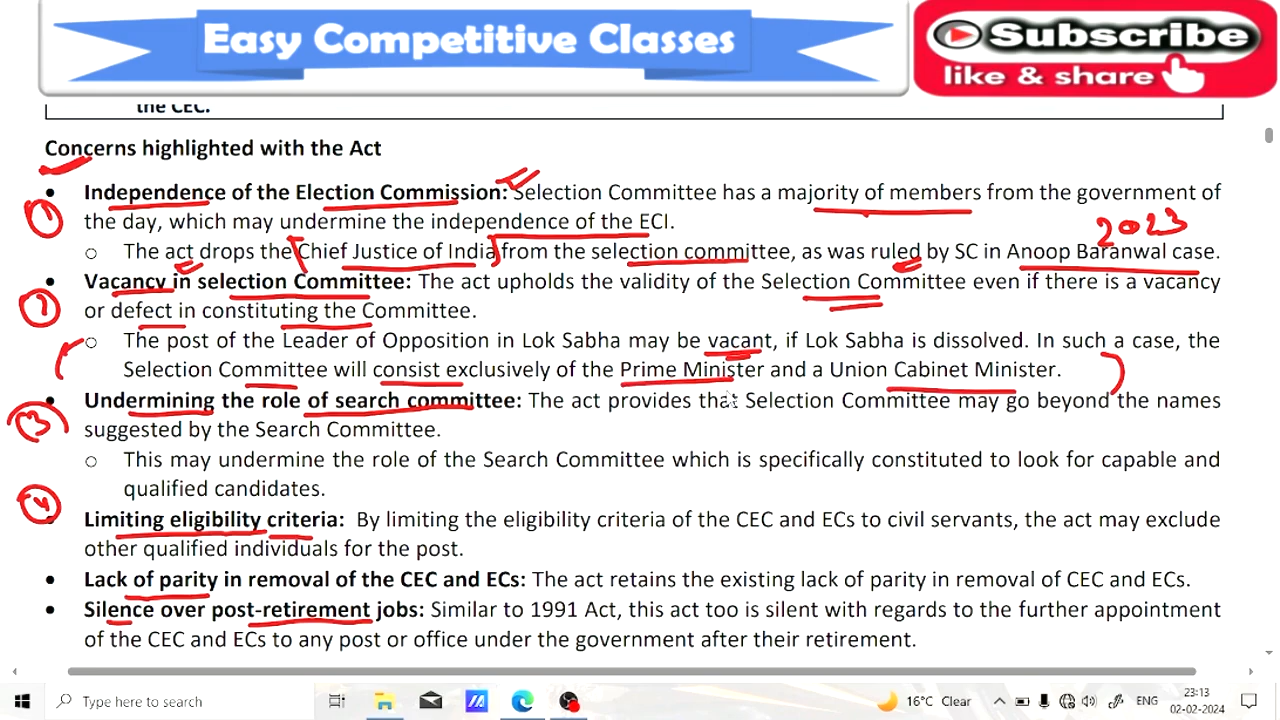 Easy Competitive Classes
Subscribe
like & share
the CEC.
Concerns highlighted with the Act
① • Independence of the Election Commission: Selection Committee has a majority of members from the government of
the day, which may undermine the independence of the ECI.
2023
○ The act drops the Chief Justice of India from the selection committee, as was ruled by SC in Anoop Baranwal case.
• Vacancy in selection Committee: The act upholds the validity of the Selection Committee even if there is a vacancy
or defect in constituting the Committee.
○ The post of the Leader of Opposition in Lok Sabha may be vacant, if Lok Sabha is dissolved. In such a case, the
Selection Committee will consist exclusively of the Prime Minister and a Union Cabinet Minister.
③ • Undermining the role of search committee: The act provides that Selection Committee may go beyond the names
suggested by the Search Committee.
○ This may undermine the role of the Search Committee which is specifically constituted to look for capable and
qualified candidates.
④ • Limiting eligibility criteria: By limiting the eligibility criteria of the CEC and ECs to civil servants, the act may exclude
other qualified individuals for the post.
• Lack of parity in removal of the CEC and ECs: The act retains the existing lack of parity in removal of CEC and ECs.
• Silence over post-retirement jobs: Similar to 1991 Act, this act too is silent with regards to the further appointment
of the CEC and ECs to any post or office under the government after their retirement.
Type here to search
16°C Clear
ENG
23:13
02-02-2024